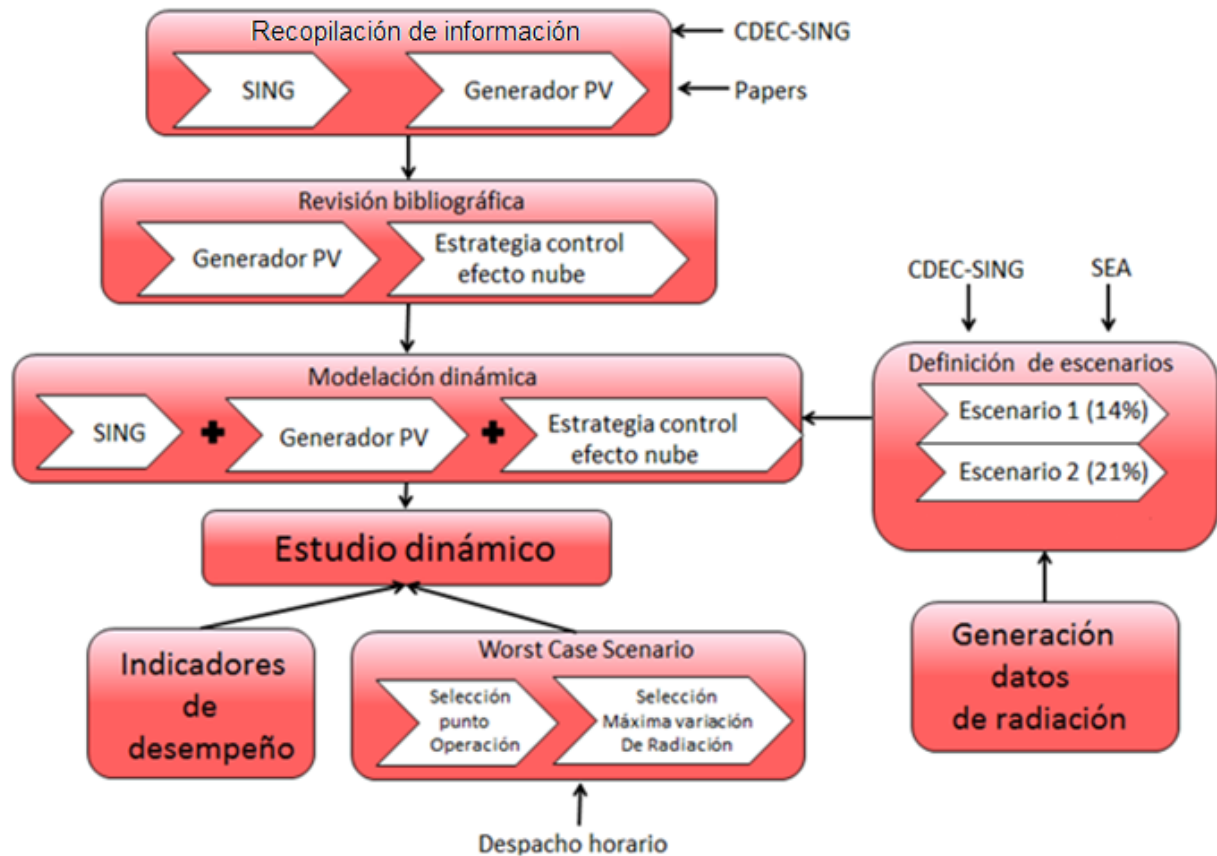 Recopilación de información
CDEC-SING
SING
Generador PV
Papers
Revisión bibliográfica
Generador PV
Estrategia control
efecto nube
CDEC-SING
SEA
Modelación dinámica
SING
Generador PV
Estrategia control
efecto nube
Definición de escenarios
Escenario 1 (14%)
Escenario 2 (21%)
Estudio dinámico
Indicadores
de
desempeño
Worst Case Scenario
Selección
punto
Operación
Selección
Máxima variación
De Radiación
Generación
datos
de radiación
Despacho horario